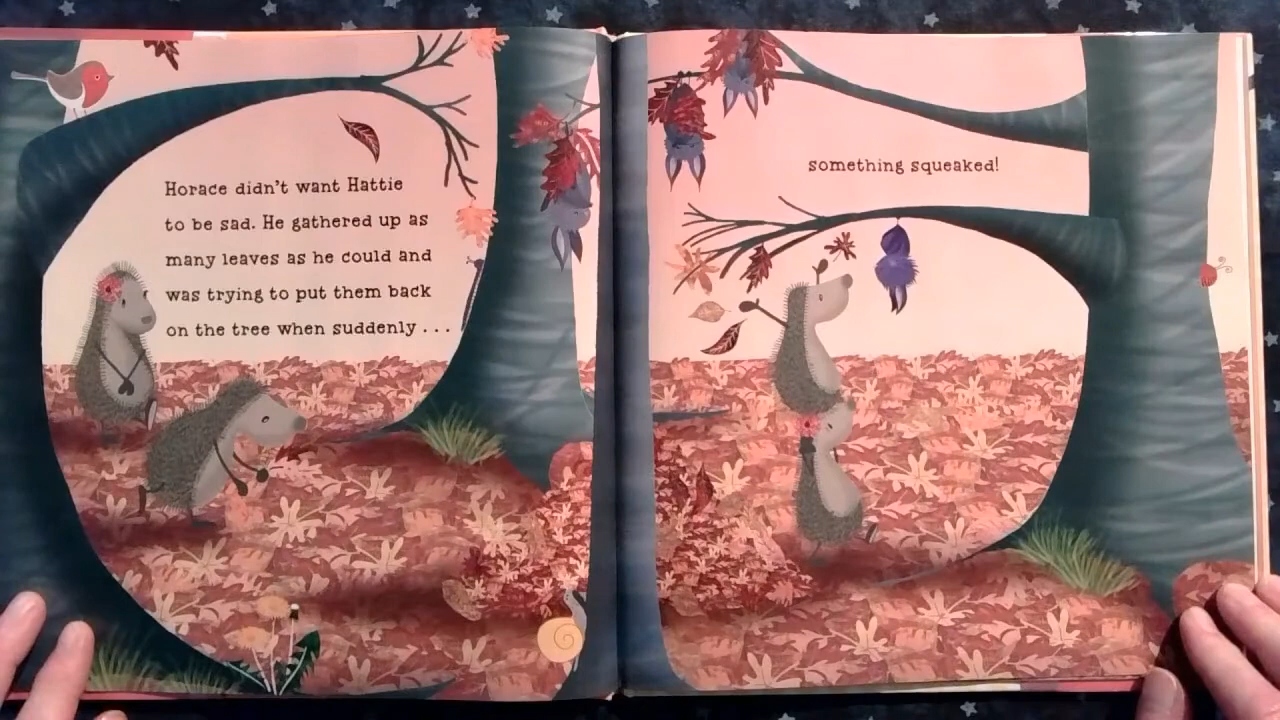 Horace didn't want Hattie
to be sad. He gathered up as
many leaves as he could and
was trying to put them back
on the tree when suddenly . . .
something squeaked!